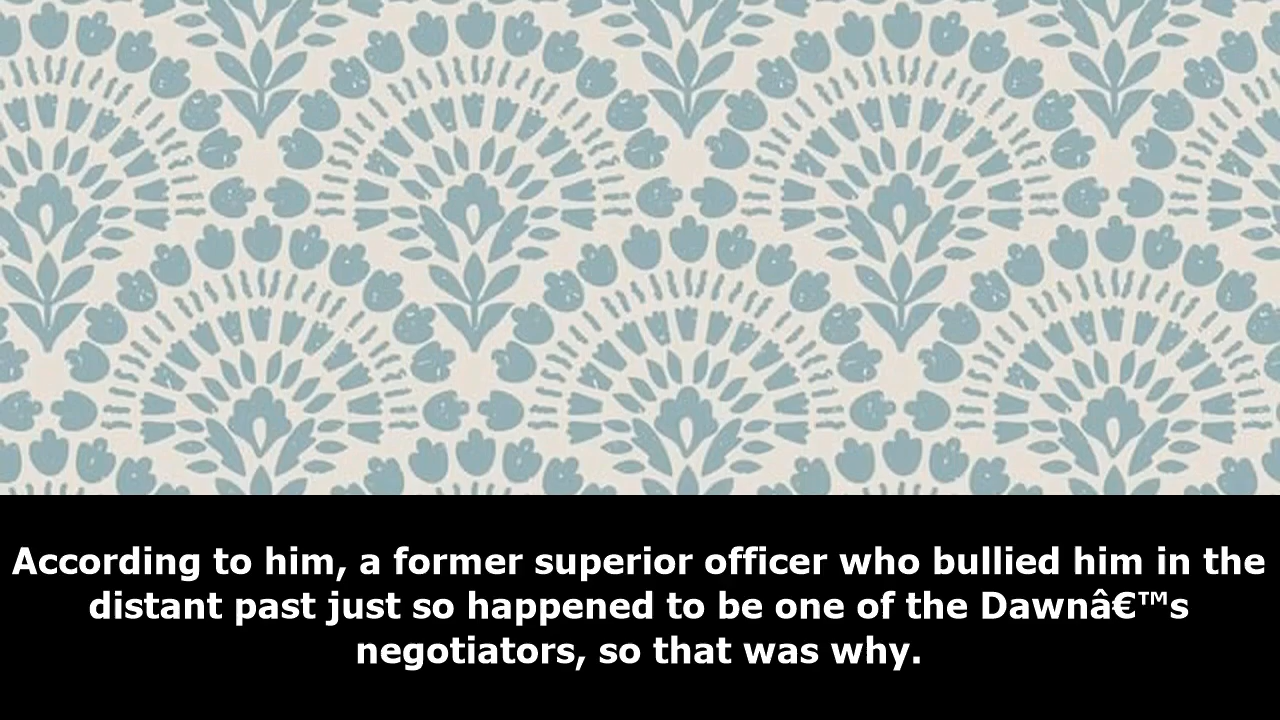 According to him, a former superior officer who bullied him in the
distant past just so happened to be one of the Dawnâ€™s
negotiators, so that was why.